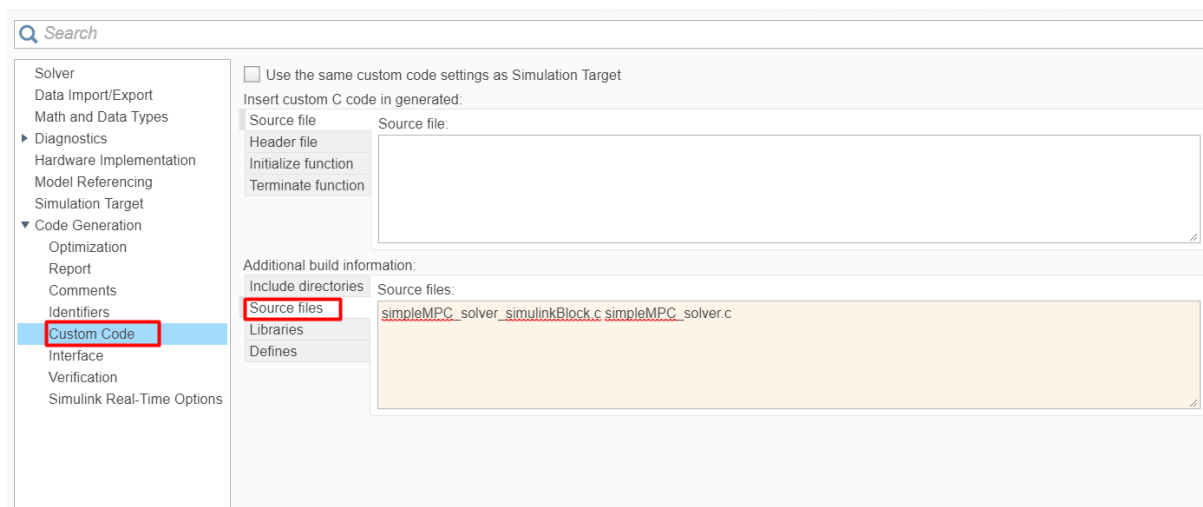 Search
Solver
Data Import/Export
Math and Data Types
Diagnostics
Hardware Implementation
Model Referencing
Simulation Target
Code Generation
Optimization
Report
Comments
Identifiers
Custom Code
Interface
Verification
Simulink Real-Time Options
Use the same custom code settings as Simulation Target
Insert custom C code in generated:
Source file
Header file
Initialize function
Terminate function
Source file:
Additional build information:
Include directories
Source files
Libraries
Defines
Source files:
simpleMPC_solver_simulinkBlock.c simpleMPC_solver.c